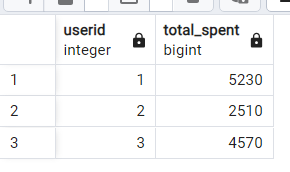 userid total_spent
integer bigint
1 1 5230
2 2 2510
3 3 4570